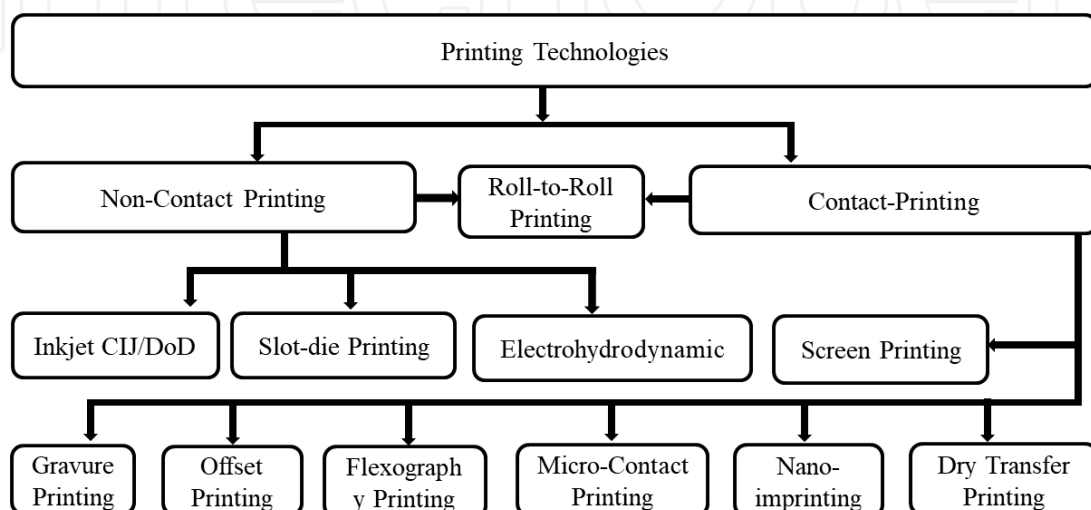 Printing Technologies
Non-Contact Printing
Roll-to-Roll
Printing
Contact-Printing
Inkjet CIJ/DoD
Slot-die Printing
Electrohydrodynamic
Screen Printing
Gravure
Printing
Offset
Printing
Flexograph
y Printing
Micro-Contact
Printing
Nano-
imprinting
Dry Transfer
Printing